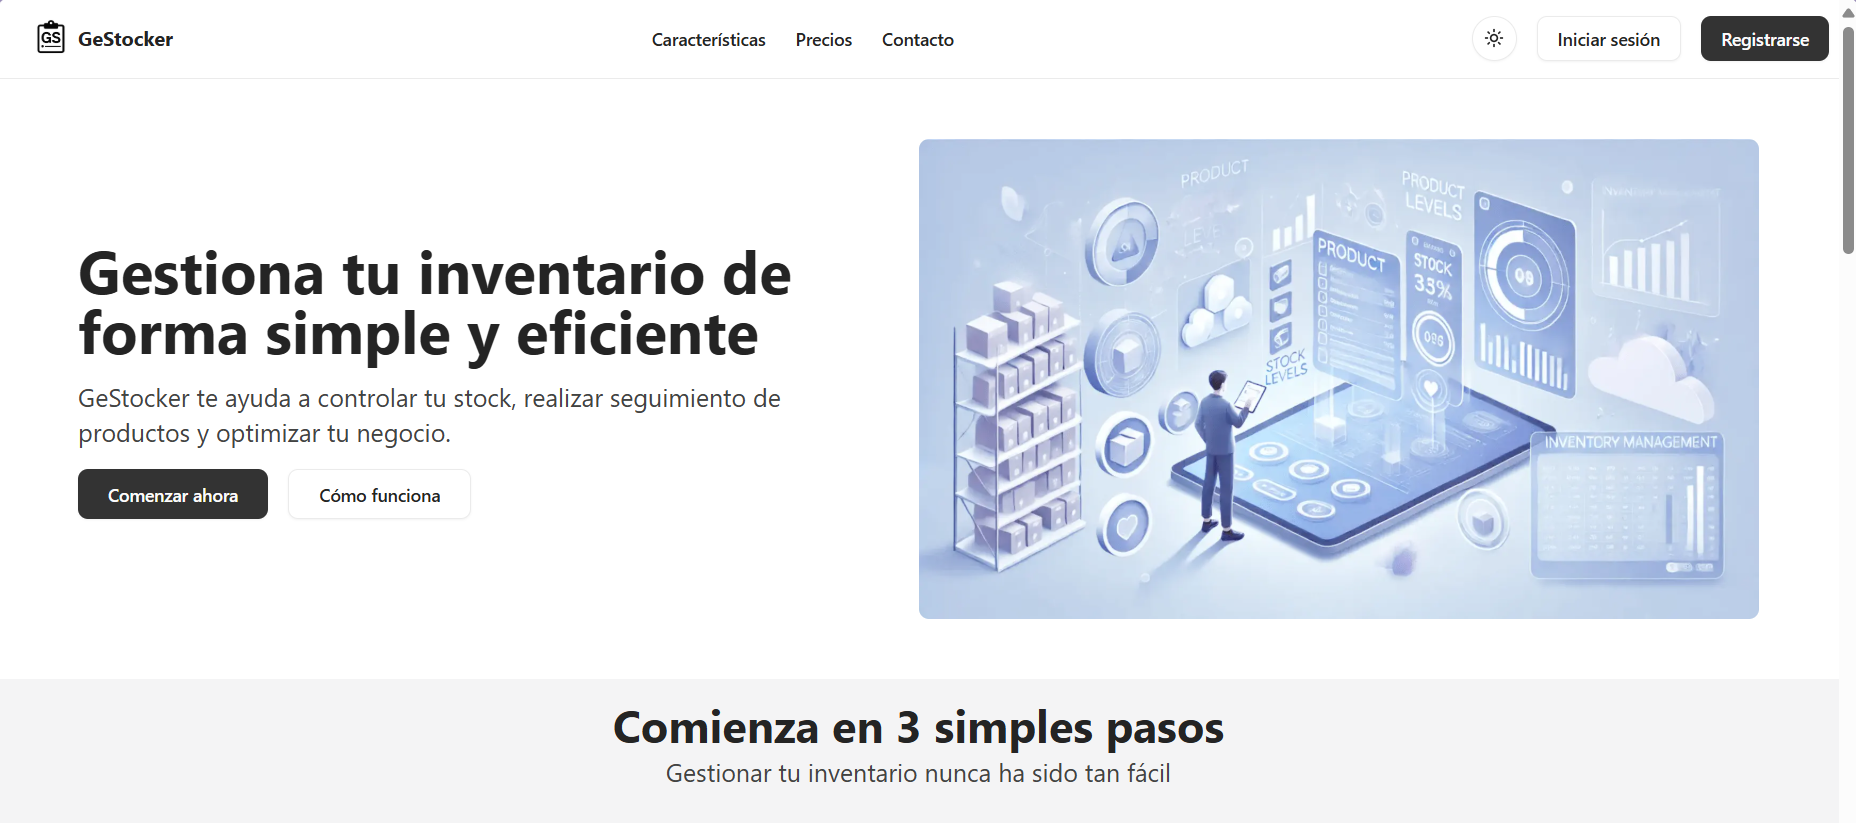 GS
GeStocker
Características
Precios
Contacto
Iniciar sesión
Registrarse
Gestiona tu inventario de
forma simple y eficiente
GeStocker te ayuda a controlar tu stock, realizar seguimiento de
productos y optimizar tu negocio.
Comenzar ahora
Cómo funciona
PRODUCT
PRODUCT
LEVELS
PRODUCT
STOCK
33%
STOCK
LEVELS
INVENTORY MANAGEMENT
Comienza en 3 simples pasos
Gestionar tu inventario nunca ha sido tan fácil